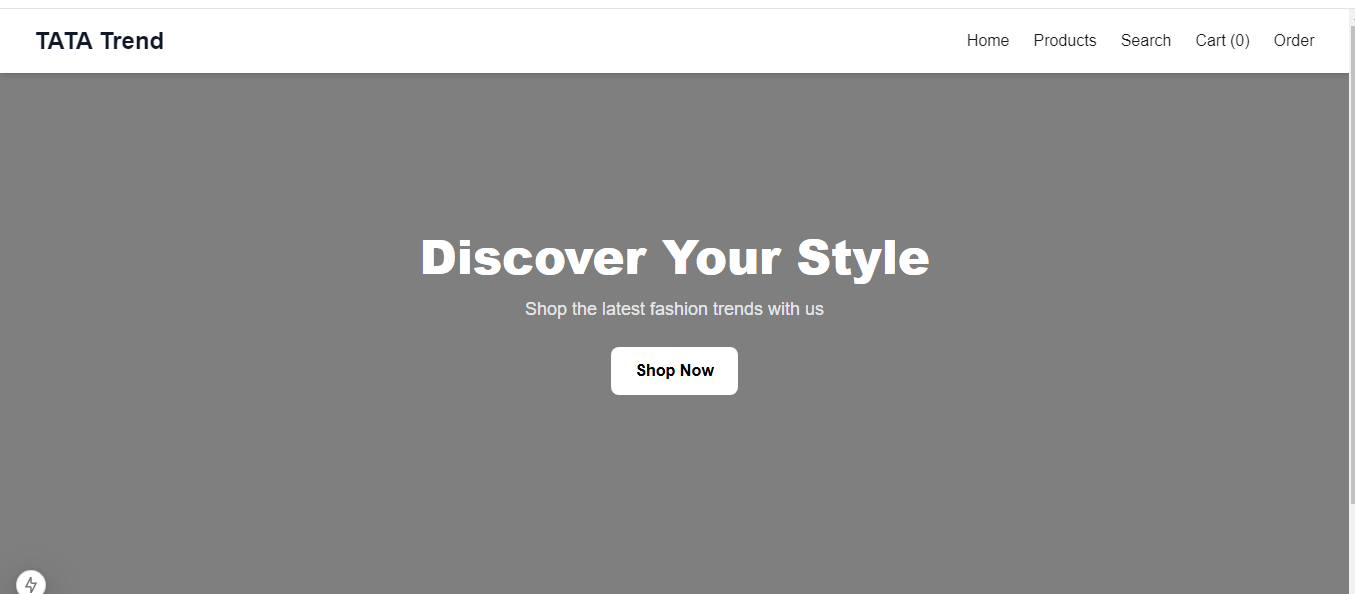 TATA Trend
Home Products Search Cart (0) Order
Discover Your Style
Shop the latest fashion trends with us
Shop Now